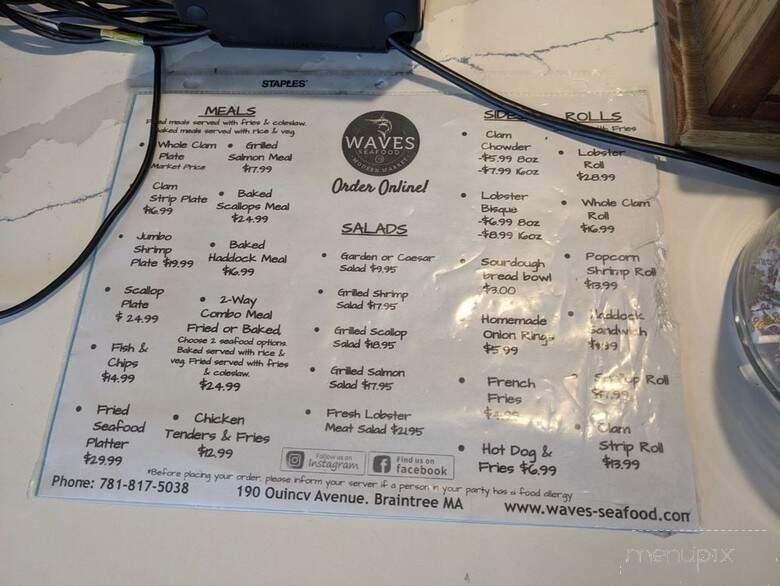 STAPLES
MEALS
meals served with fries & coleslaw.
Baked meals served with rice & veg.
Whole Clam
Plate
Market Price
Clam
Strip Plate
$16.99
Jumbo
Shrimp
Plate $19.99
Scallop
Plate
$ 24.99
Fish &
Chips
$14.99
Fried
Seafood
Platter
$29.99
Grilled
Salmon Meal
$17.99
Baked
Scallops Meal
$24.99
Baked
Haddock Meal
$16.99
2-Way
Combo Meal
Fried or Baked
Choose 2 seafood options.
Baked served with rice &
veg. Fried served with fries
& coleslaw.
$24.99
Chicken
Tenders & Fries
$12.99
WAVES
SEAFOOD
MODERN MARKET
Order Online!
SALADS
Garden or Caesar
Salad $9.95
Grilled Shrimp
Salad $17.95
Grilled Scallop
Salad $18.95
Grilled Salmon
Salad $17.95
Fresh Lobster
Meat Salad $21.95
Follow us on
Instagram
Find us on
facebook
SIDES
Clam
Chowder
-$5.99 8oz
-$7.99 16oz
Lobster
Bisque
-$6.99 8oz
-$8.99 16oz
Sourdough
bread bowl
$3.00
Homemade
Onion Rings
$5.99
French
Fries
Hot Dog &
Fries $6.99
ROLLS
with Fries
Lobster
Roll
$28.99
Whole Clam
Roll
$16.99
Popcorn
Shrimp Roll
$13.99
Haddock
Sandwich
Roll
Clam
Strip Roll
$13.99
*Before placing your order, please inform your server if a person in your party has a food allergy
Phone: 781-817-5038
190 Quincy Avenue. Braintree MA
www.waves-seafood.com
menupix